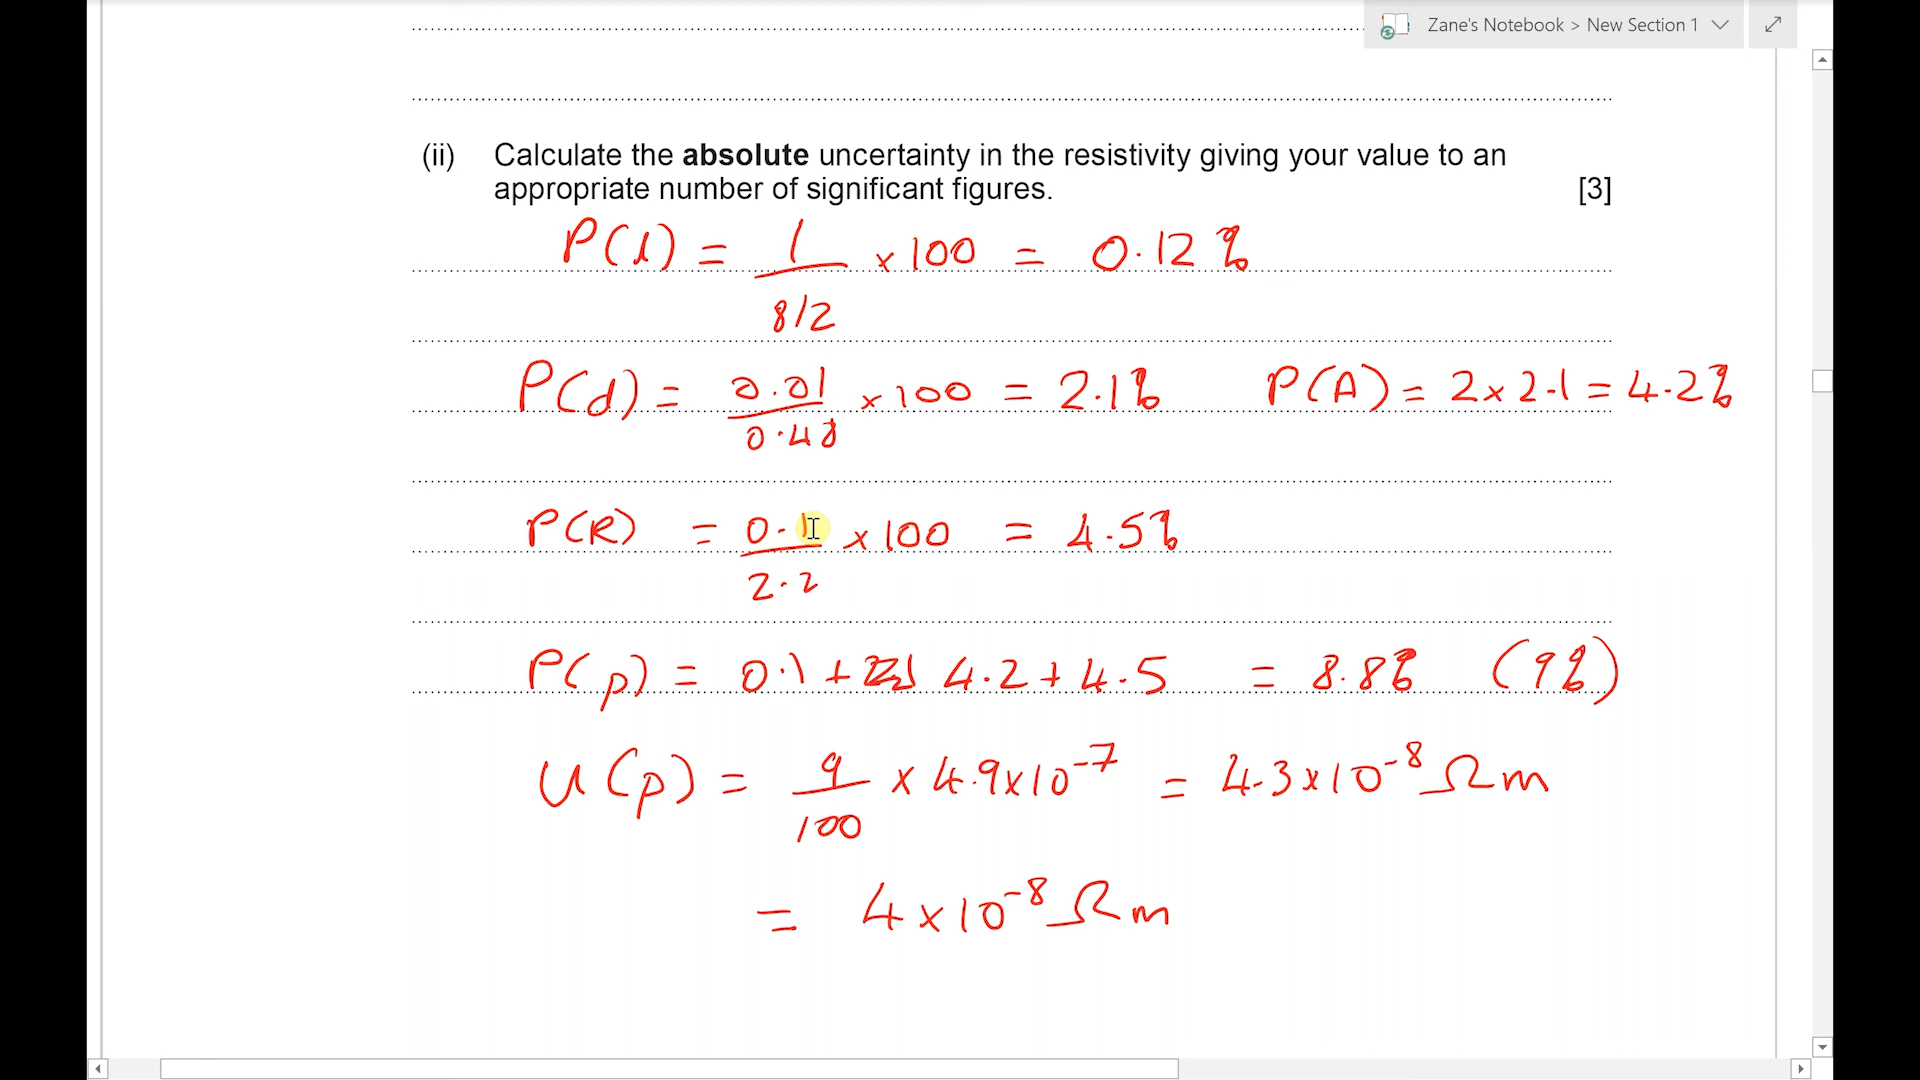 Zane's Notebook > New Section 1
(ii) Calculate the absolute uncertainty in the resistivity giving your value to an
appropriate number of significant figures. [3]
P(l) = 1/812 × 100 = 0.12 %
P(d) = 0.01/0.48 × 100 = 2.1% P(A) = 2 × 2.1 = 4.2%
P(R) = 0.1/2.2 × 100 = 4.5%
P(ρ) = 0.1 + 4.2 + 4.5 = 8.8% (9%)
U(ρ) = 9/100 × 4.9×10⁻⁷ = 4.3×10⁻⁸ Ωm
= 4×10⁻⁸ Ωm